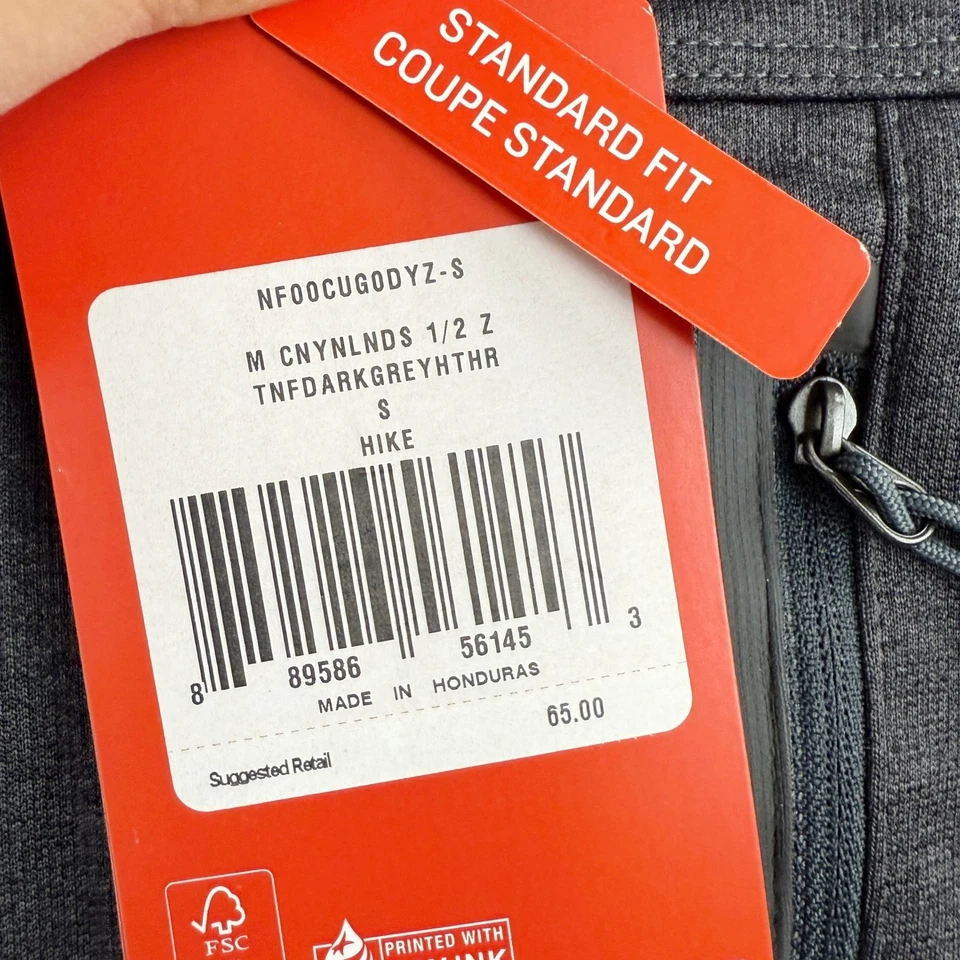 STANDARD FIT
COUPE STANDARD
NF00CUG0DYZ-S
M CNYNLNDS 1/2 Z
TNFDARKGREYHTHR
S
HIKE
8 89586 56145 3
MADE IN HONDURAS
65.00
Suggested Retail
FSC
PRINTED WITH